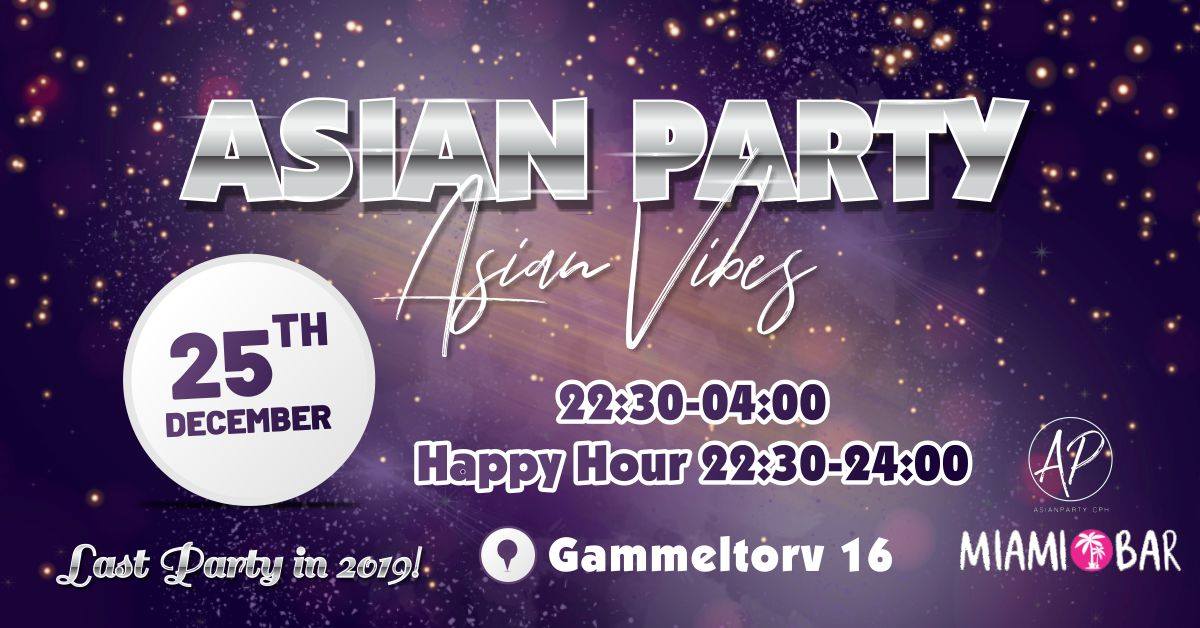 ASIAN PARTY
Asian Vibes
25TH
DECEMBER
22:30-04:00
Happy Hour 22:30-24:00
AP
ASIANPARTY CPH
Last Party in 2019!
Gammeltorv 16
MIAMI BAR